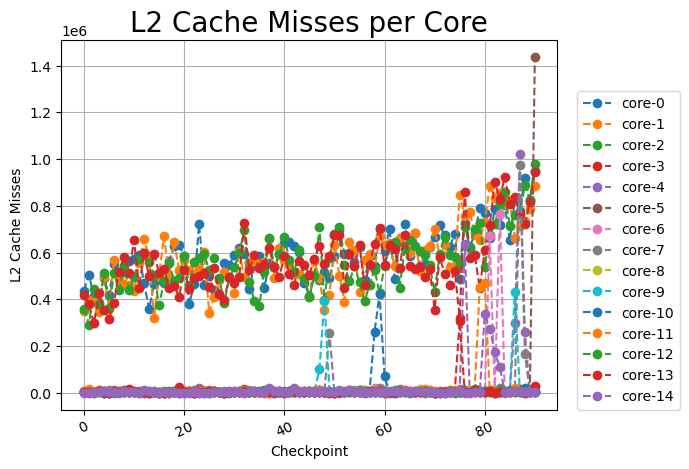 L2 Cache Misses per Core
1e6
1.4
1.2
1.0
0.8
0.6
0.4
0.2
0.0
L2 Cache Misses
0
20
40
60
80
Checkpoint
core-0
core-1
core-2
core-3
core-4
core-5
core-6
core-7
core-8
core-9
core-10
core-11
core-12
core-13
core-14